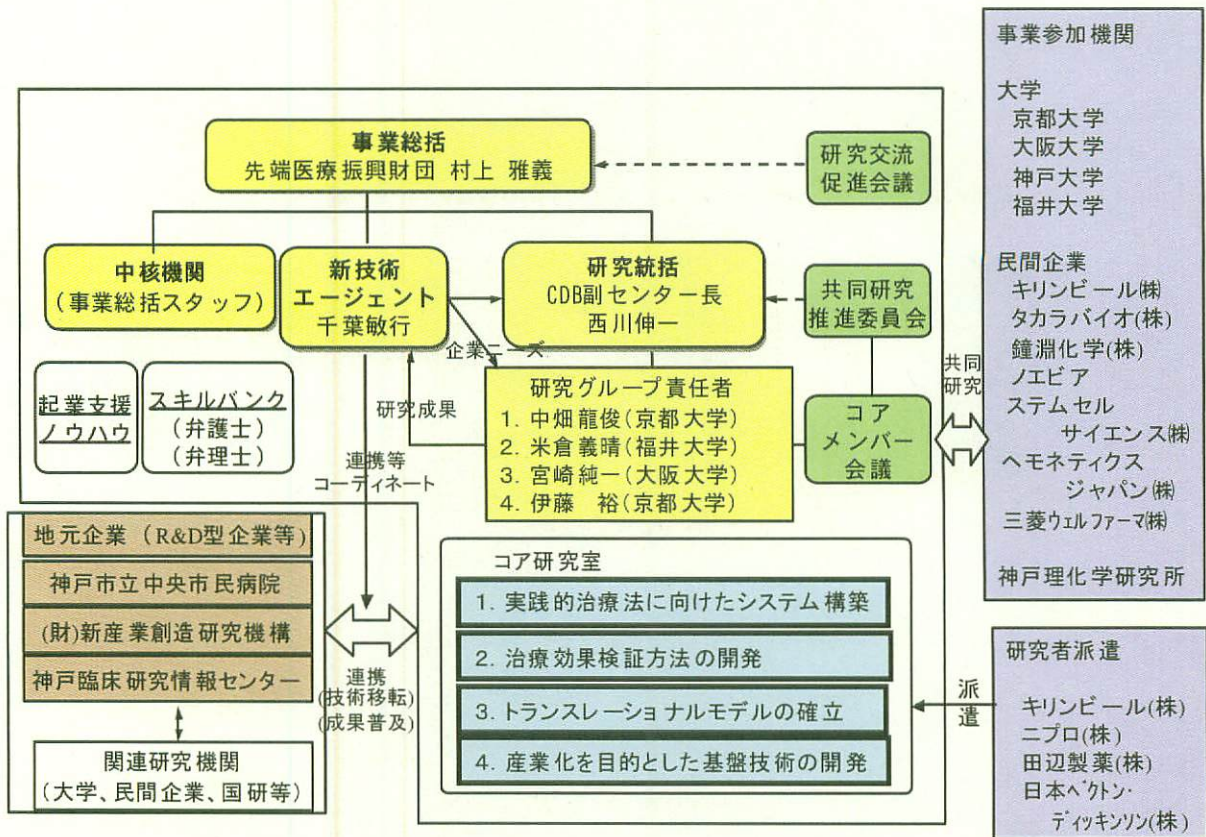 事業総括
先端医療振興財団 村上 雅義
研究交流
促進会議
中核機関
(事業総括スタッフ)
新技術
エージェント
千葉敏行
研究統括
CDB副センター長
西川伸一
共同研究
推進委員会
企業ニーズ
研究成果
起業支援
ノウハウ
スキルバンク
(弁護士)
(弁理士)
連携等
コーディネート
研究グループ責任者
1. 中畑龍俊(京都大学)
2. 米倉義晴(福井大学)
3. 宮崎純一(大阪大学)
4. 伊藤 裕(京都大学)
コア
メンバー
会議
共同
研究
地元企業 (R&D型企業等)
神戸市立中央市民病院
(財)新産業創造研究機構
神戸臨床研究情報センター
関連研究機関
(大学、民間企業、国研等)
連携
(技術移転)
(成果普及)
コア研究室
1. 実践的治療法に向けたシステム構築
2. 治療効果検証方法の開発
3. トランスレーショナルモデルの確立
4. 産業化を目的とした基盤技術の開発
事業参加機関
大学
京都大学
大阪大学
神戸大学
福井大学
民間企業
キリンビール(株)
タカラバイオ(株)
鐘淵化学(株)
ノエビア
ステムセル
サイエンス(株)
ヘモネティクス
ジャパン(株)
三菱ウェルファーマ(株)
神戸理化学研究所
派
遣
研究者派遣
キリンビール(株)
ニプロ(株)
田辺製薬(株)
日本ベクトン・
ディッキンソン(株)